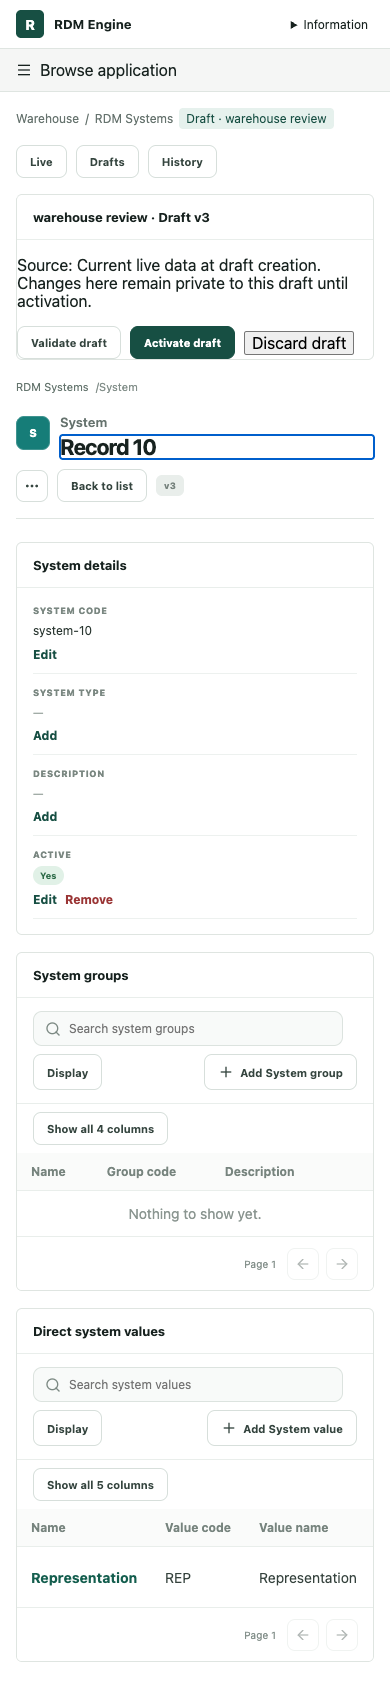 R RDM Engine ▶ Information
☰ Browse application
Warehouse / RDM Systems Draft · warehouse review
Live Drafts History
warehouse review · Draft v3
Source: Current live data at draft creation.
Changes here remain private to this draft until
activation.
Validate draft Activate draft Discard draft
RDM Systems /System
S System
Record 10
··· Back to list v3
System details
SYSTEM CODE
system-10
Edit
SYSTEM TYPE
—
Add
DESCRIPTION
—
Add
ACTIVE
Yes
Edit Remove
System groups
Search system groups
Display + Add System group
Show all 4 columns
Name Group code Description
Nothing to show yet.
Page 1 ← →
Direct system values
Search system values
Display + Add System value
Show all 5 columns
Name Value code Value name
Representation REP Representation
Page 1 ← →